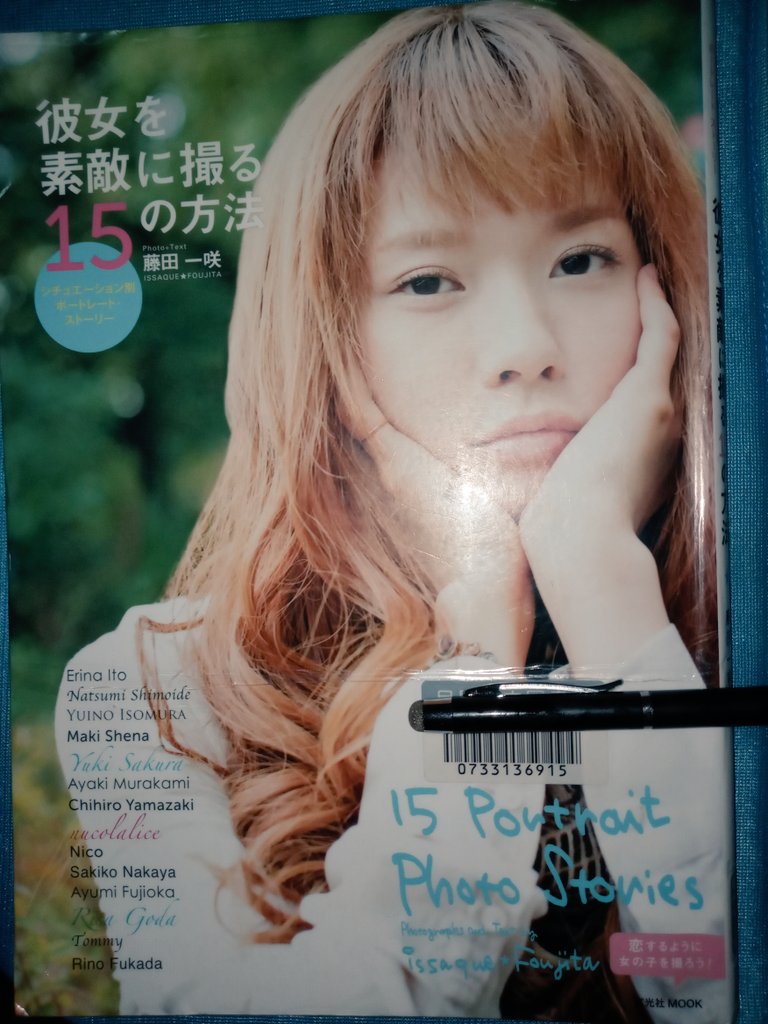 彼女を
素敵に撮る
15の方法
シチュエーション別
ポートレート
ストーリー
Photo+Text
藤田 一咲
ISSAQUE★FOUJITA
Erina Ito
Natsumi Shimoide
YUINO ISOMURA
Maki Shena
Yuki Sakura
Ayaki Murakami
Chihiro Yamazaki
nucolalice
Nico
Sakiko Nakaya
Ayumi Fujioka
Risa Goda
Tommy
Rino Fukada
0733136915
15 Portrait
Photo Stories
Photographs and Text by
issaque★Foujita
恋するように
女の子を撮ろう!
光社 MOOK